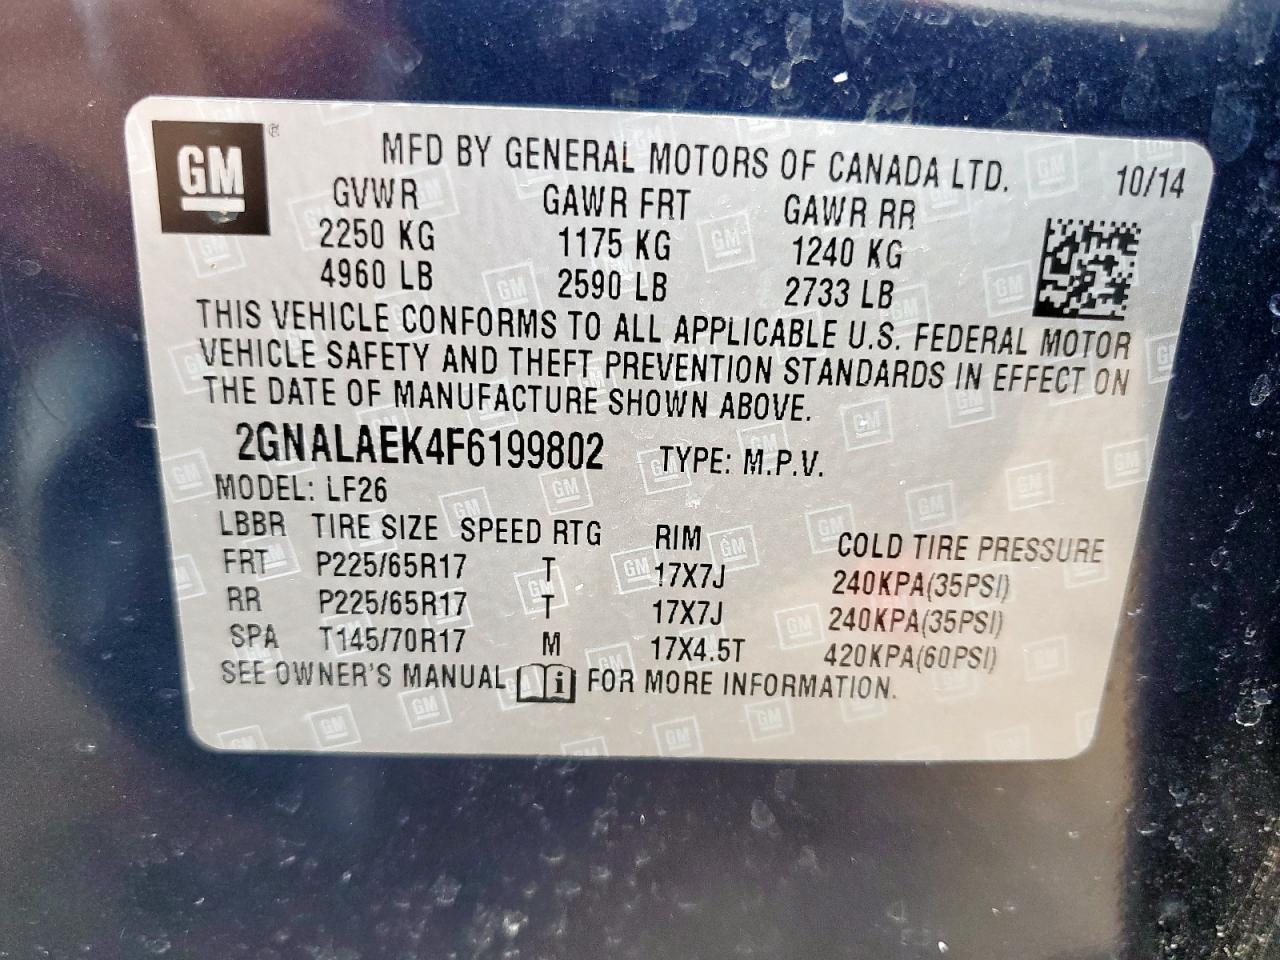 GM
MFD BY GENERAL MOTORS OF CANADA LTD. 10/14
GVWR GAWR FRT GAWR RR
2250 KG 1175 KG 1240 KG
4960 LB 2590 LB 2733 LB
THIS VEHICLE CONFORMS TO ALL APPLICABLE U.S. FEDERAL MOTOR
VEHICLE SAFETY AND THEFT PREVENTION STANDARDS IN EFFECT ON
THE DATE OF MANUFACTURE SHOWN ABOVE.
2GNALAEK4F6199802 TYPE: M.P.V.
MODEL: LF26
LBBR TIRE SIZE SPEED RTG RIM COLD TIRE PRESSURE
FRT P225/65R17 T 17X7J 240KPA(35PSI)
RR P225/65R17 T 17X7J 240KPA(35PSI)
SPA T145/70R17 M 17X4.5T 420KPA(60PSI)
SEE OWNER'S MANUAL i FOR MORE INFORMATION.